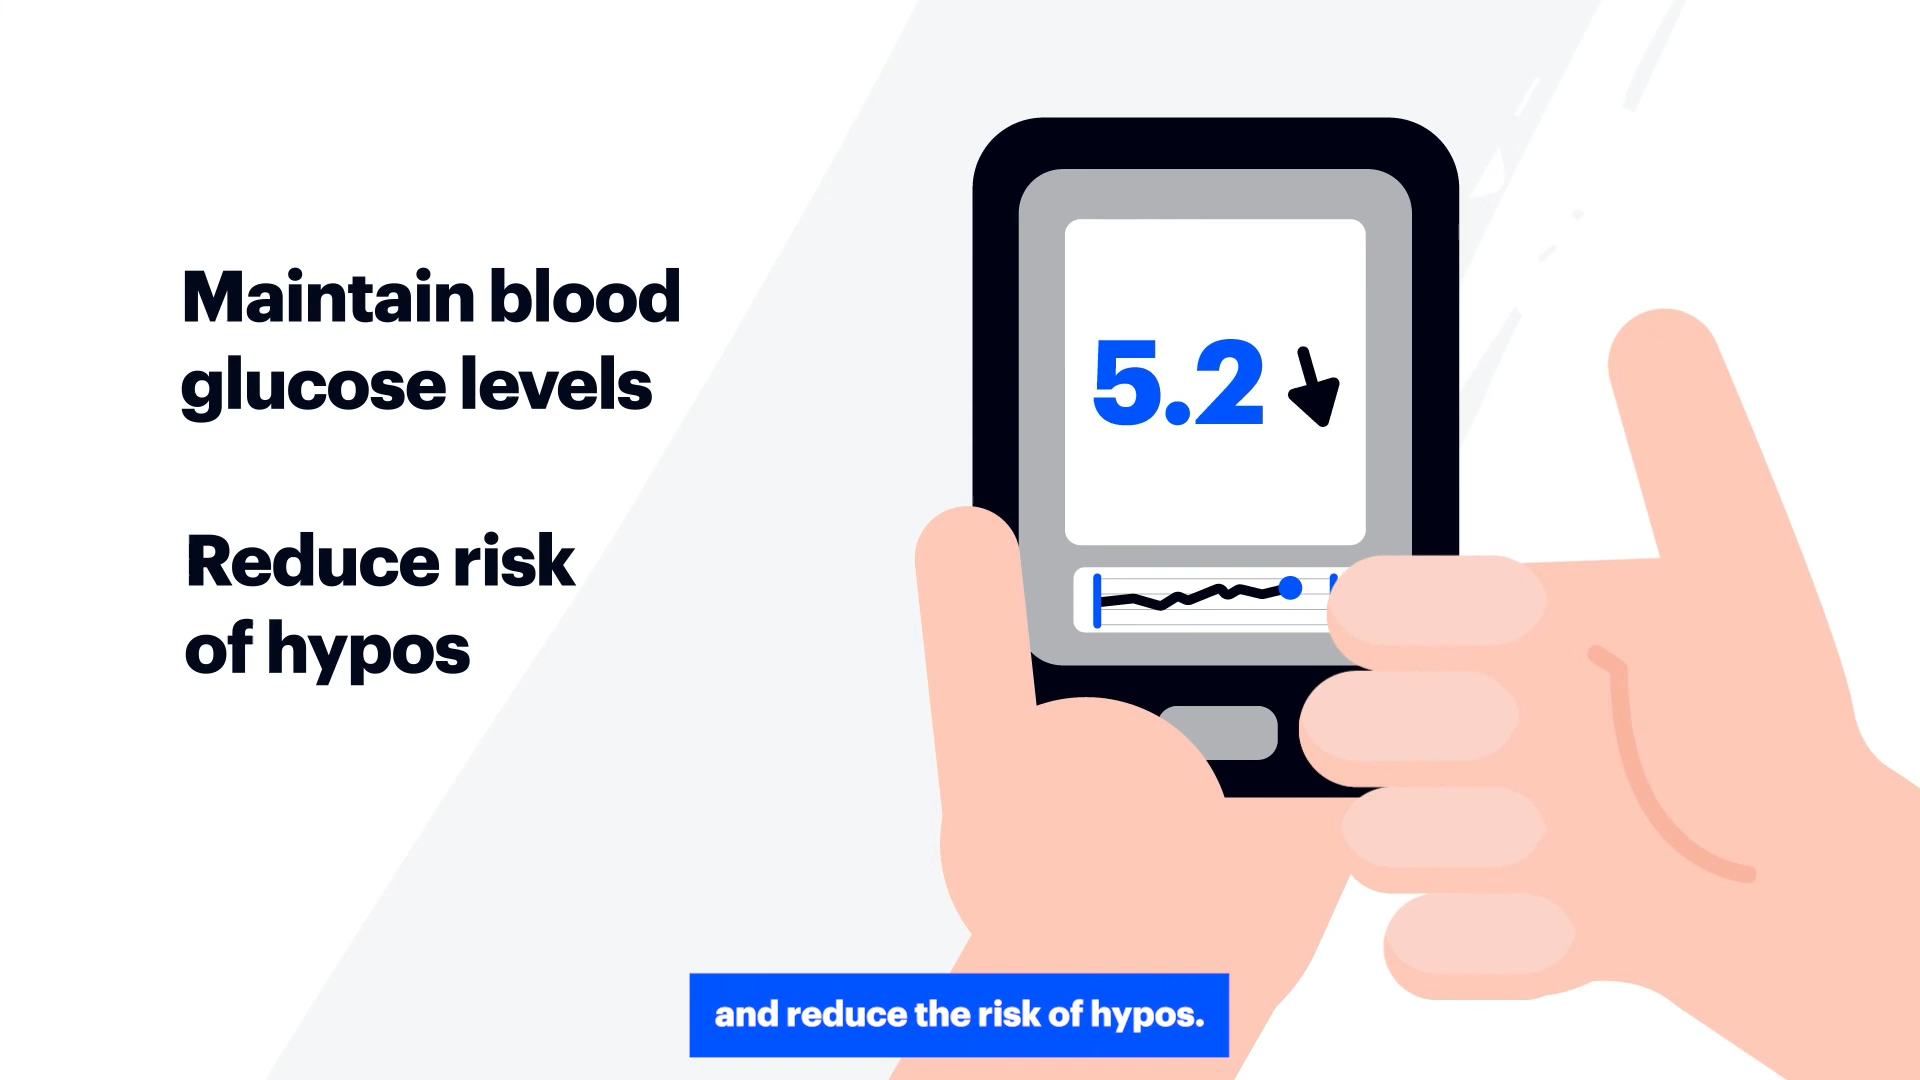 Maintain blood
glucose levels
Reduce risk
of hypos
5.2
and reduce the risk of hypos.